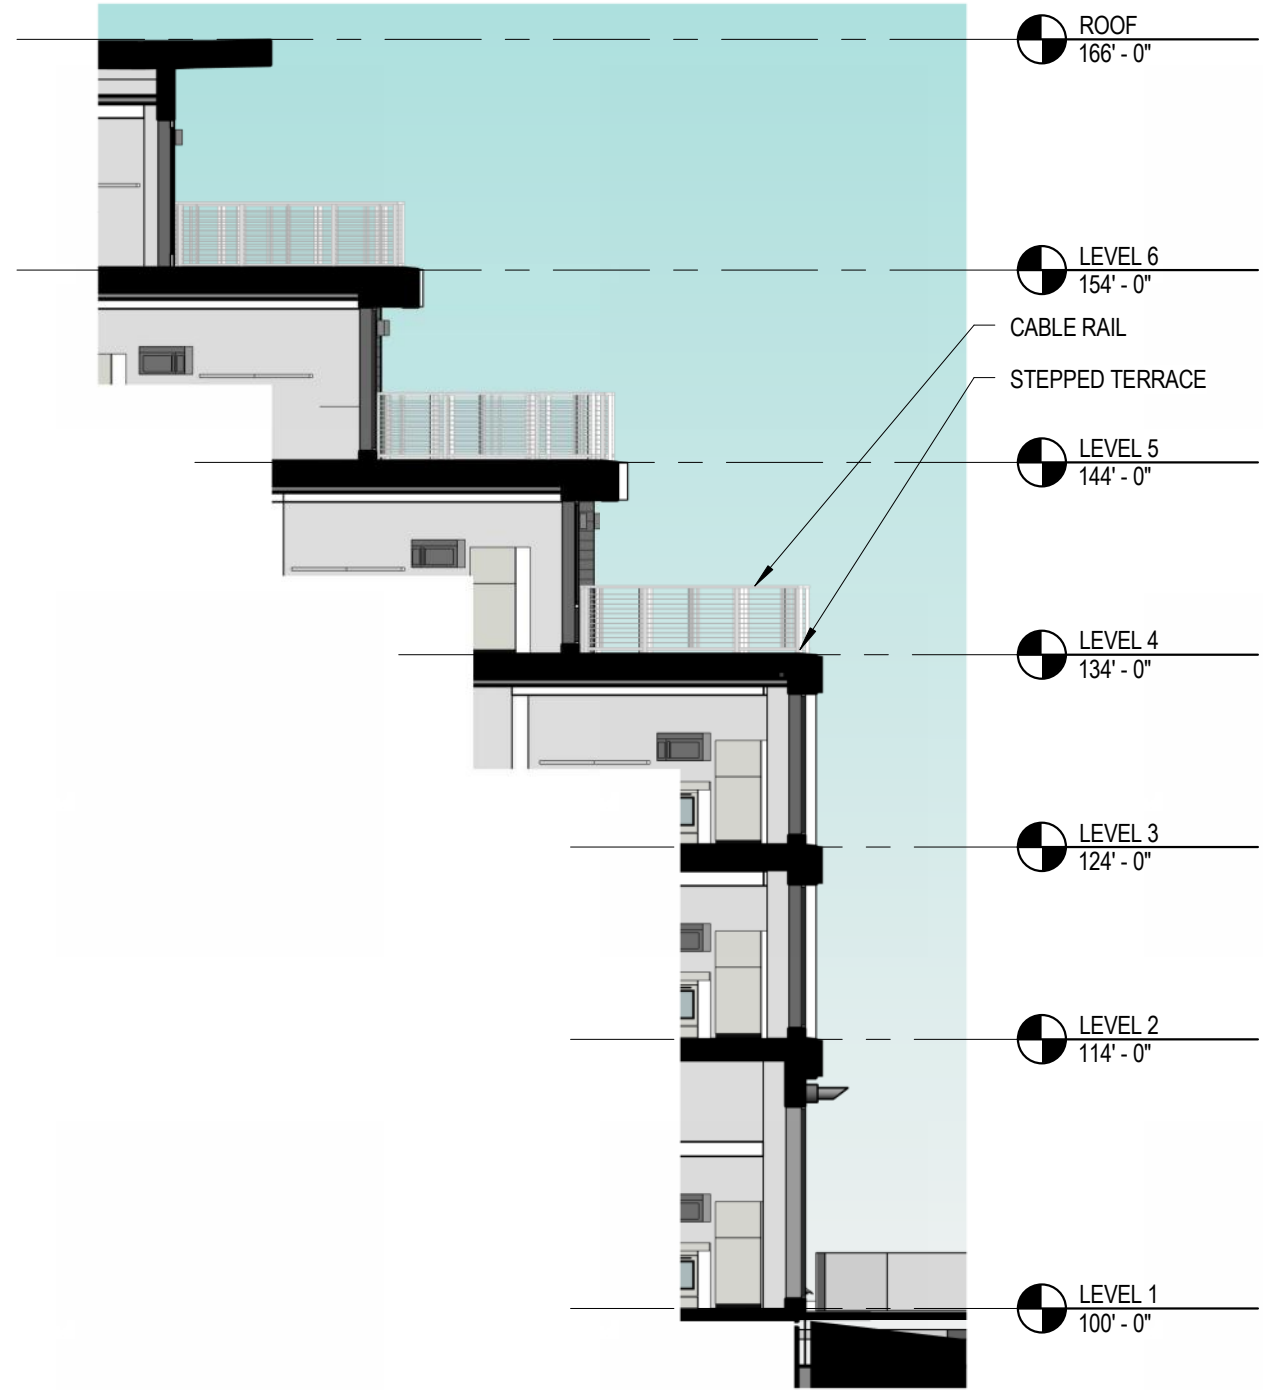 ROOF
166' - 0"
LEVEL 6
154' - 0"
CABLE RAIL
STEPPED TERRACE
LEVEL 5
144' - 0"
LEVEL 4
134' - 0"
LEVEL 3
124' - 0"
LEVEL 2
114' - 0"
LEVEL 1
100' - 0"